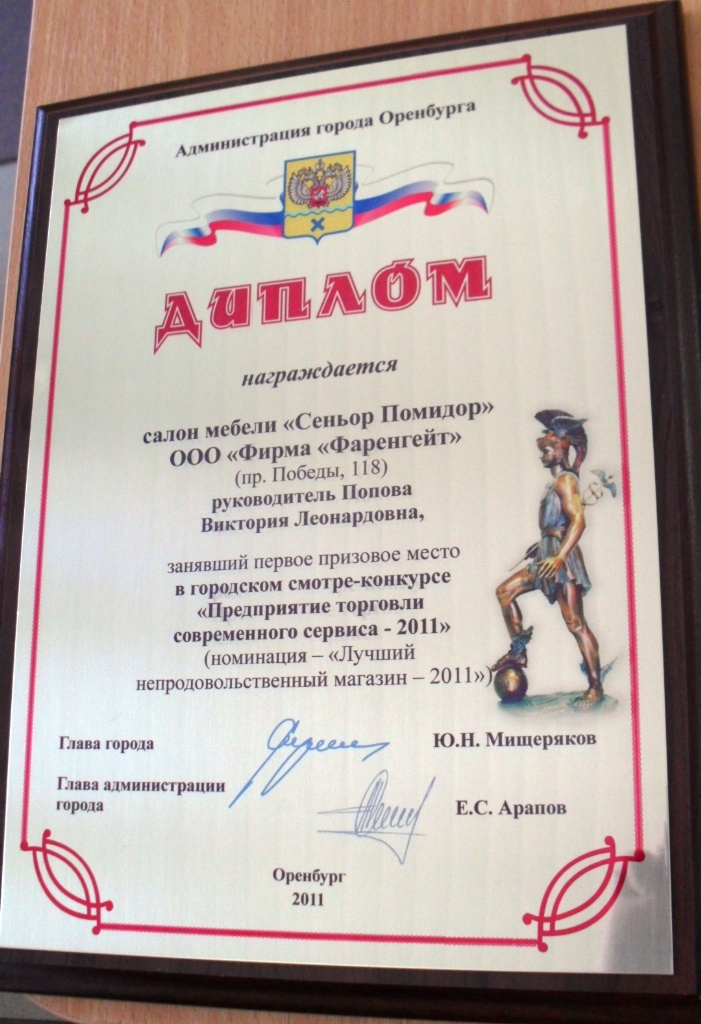 Администрация города Оренбурга
ДИПЛОМ
награждается
салон мебели «Сеньор Помидор»
ООО «Фирма «Фаренгейт»
(пр. Победы, 118)
руководитель Попова
Виктория Леонардовна,
занявший первое призовое место
в городском смотре-конкурсе
«Предприятие торговли
современного сервиса - 2011»
(номинация – «Лучший
непродовольственный магазин – 2011»)
Глава города Ю.Н. Мищеряков
Глава администрации
города Е.С. Арапов
Оренбург
2011